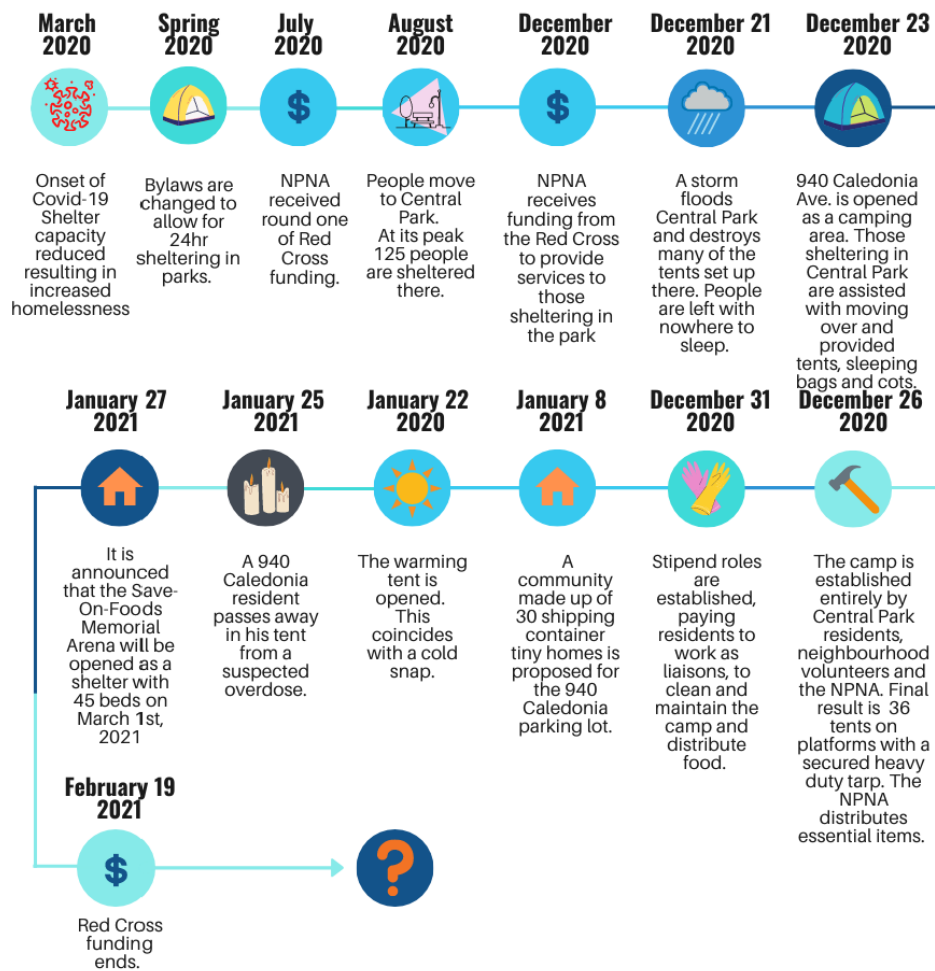 March
2020
Onset of
Covid-19
Shelter
capacity
reduced
resulting in
increased
homelessness
Spring
2020
Bylaws are
changed to
allow for
24hr
sheltering in
parks.
July
2020
$
NPNA
received
round one
of Red
Cross
funding.
August
2020
People move
to Central
Park.
At its peak
125 people
are sheltered
there.
December
2020
$
NPNA
receives
funding from
the Red Cross
to provide
services to
those
sheltering in
the park
December 21
2020
A storm
floods
Central Park
and destroys
many of the
tents set up
there. People
are left with
nowhere to
sleep.
December 23
2020
940 Caledonia
Ave. is opened
as a camping
area. Those
sheltering in
Central Park
are assisted
with moving
over and
provided
tents, sleeping
bags and cots.
December 26
2020
The camp is
established
entirely by
Central Park
residents,
neighbourhood
volunteers and
the NPNA. Final
result is 36
tents on
platforms with a
secured heavy
duty tarp. The
NPNA
distributes
essential items.
December 31
2020
Stipend roles
are
established,
paying
residents to
work as
liaisons, to
clean and
maintain the
camp and
distribute
food.
January 8
2021
A
community
made up of
30 shipping
container
tiny homes is
proposed for
the 940
Caledonia
parking lot.
January 22
2020
The warming
tent is
opened.
This
coincides
with a cold
snap.
January 25
2021
A 940
Caledonia
resident
passes away
in his tent
from a
suspected
overdose.
January 27
2021
It is
announced
that the Save-
On-Foods
Memorial
Arena will be
opened as a
shelter with
45 beds on
March 1st,
2021
February 19
2021
$
Red Cross
funding
ends.
?